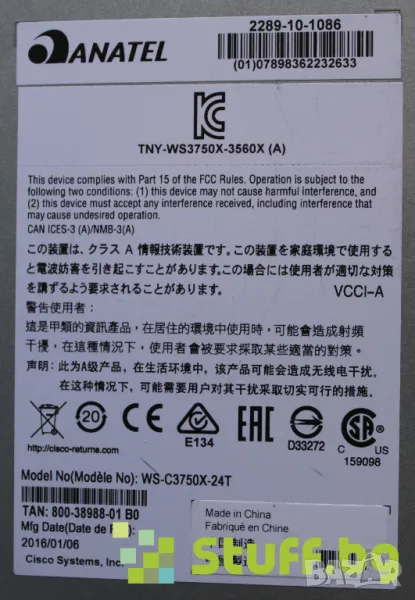 ANATEL
2289-10-1086
(01)07898362232633
TNY-WS3750X-3560X (A)
This device complies with Part 15 of the FCC Rules. Operation is subject to the
following two conditions: (1) this device may not cause harmful interference, and
(2) this device must accept any interference received, including interference that
may cause undesired operation.
CAN ICES-3 (A)/NMB-3(A)
この装置は、クラス A 情報技術装置です。この装置を家庭環境で使用する
と電波妨害を引き起こすことがあります。この場合には使用者が適切な対策
を講ずるよう要求されることがあります。 VCCI-A
警告使用者:
這是甲類的資訊產品，在居住的環境中使用時，可能會造成射頻
干擾，在這種情況下，使用者會被要求採取某些適當的對策。
声明: 此为A级产品，在生活环境中，该产品可能会造成无线电干扰。
在这种情况下，可能需要用户对其干扰采取切实可行的措施。
20
E134
EAC
D33272
C US
159098
http://cisco-returns.com
Model No(Modèle No): WS-C3750X-24T
TAN: 800-38988-01 B0
Mfg Date(Date de
2016/01/06
Cisco Systems, Inc.
Made in China
Fabriqué en Chine
中国制造
stuff.bg
bazar